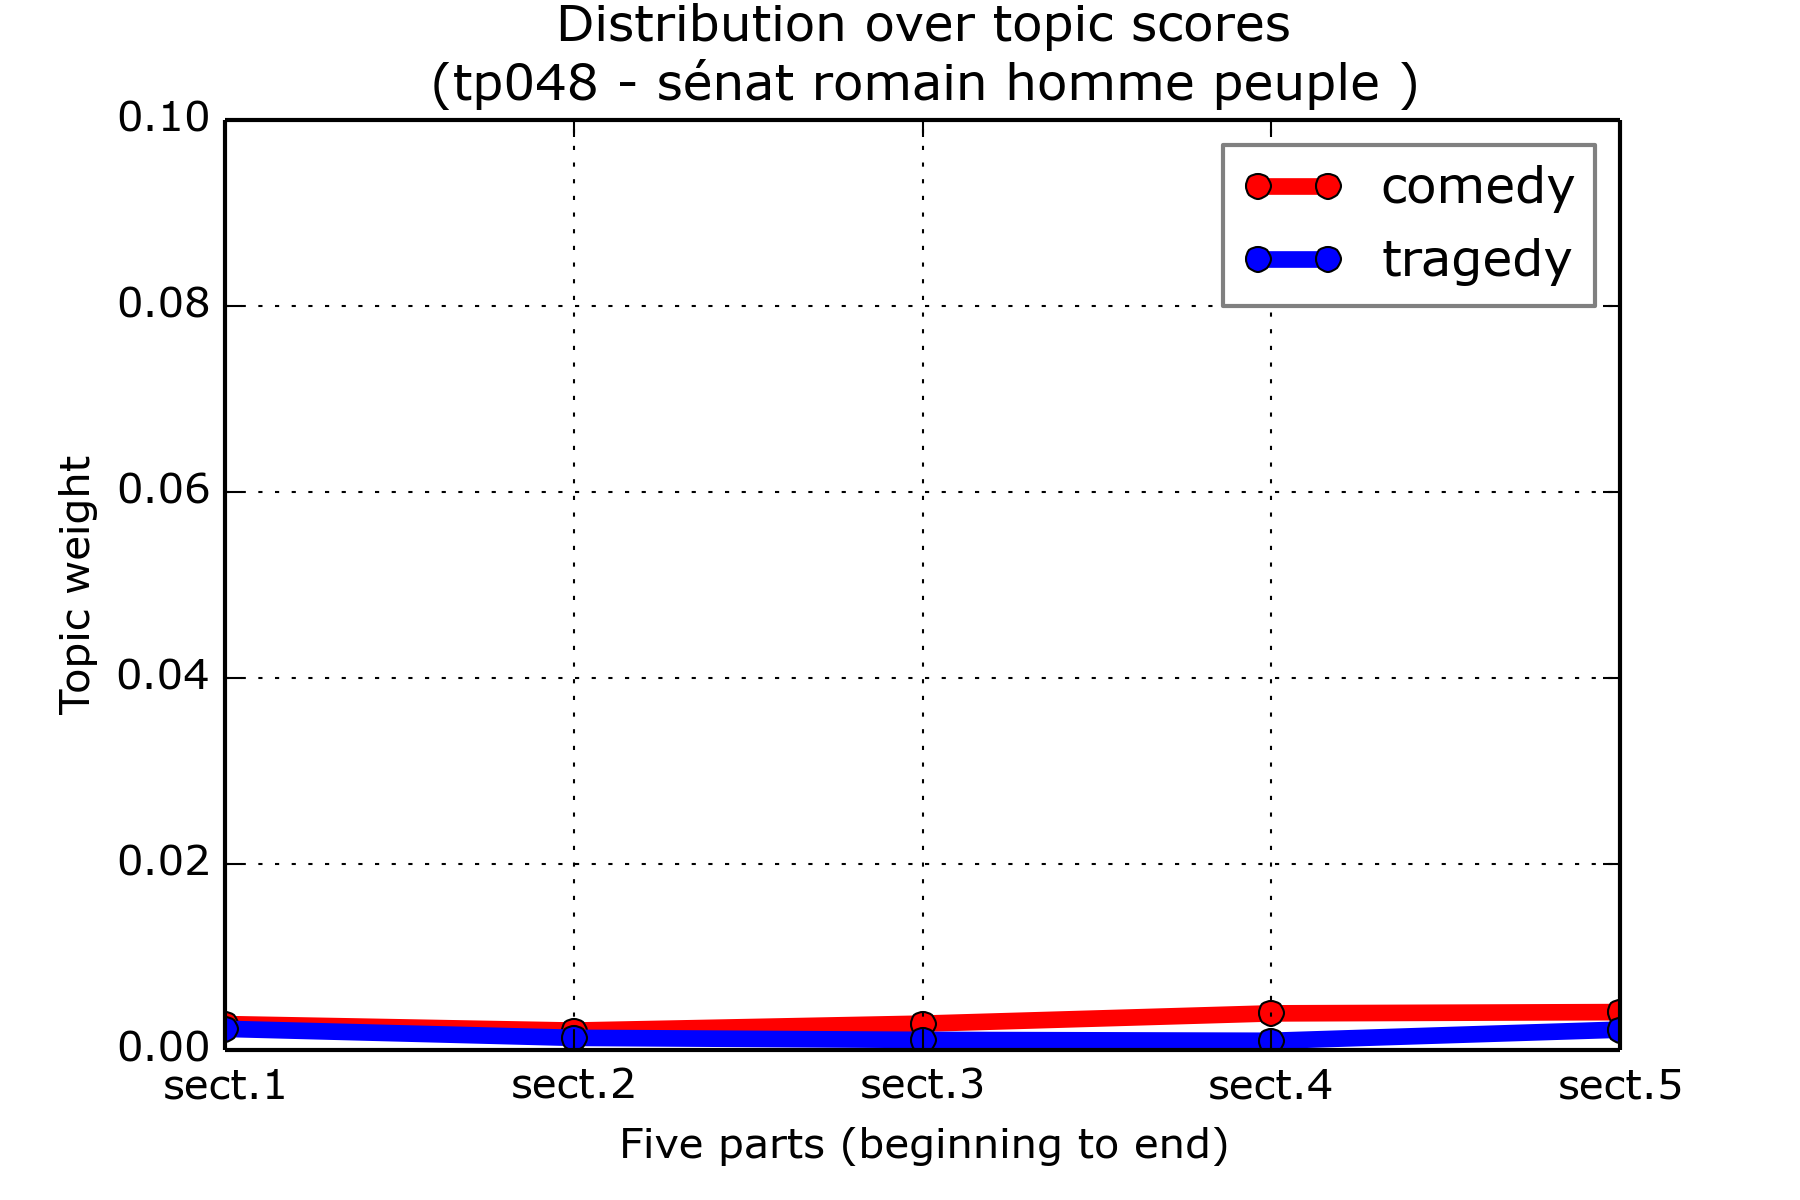 Distribution over topic scores
(tp048 - sénat romain homme peuple )
0.10
0.08
0.06
0.04
0.02
0.00
Topic weight
comedy
tragedy
sect.1 sect.2 sect.3 sect.4 sect.5
Five parts (beginning to end)